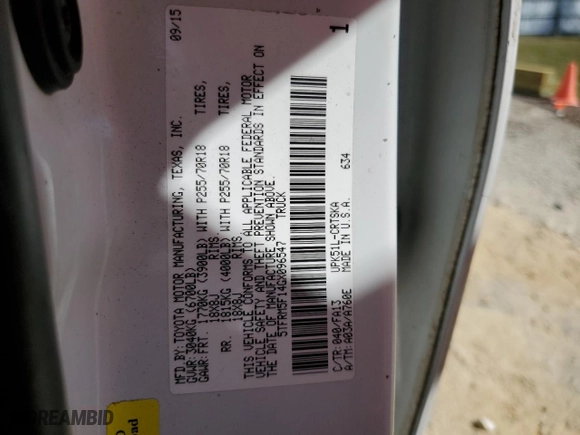 09/15
1
MFD BY:TOYOTA MOTOR MANUFACTURING, TEXAS, INC.
GVWR: 3040KG (6700LB)
GAWR:FRT. 1770KG (3900LB) WITH P255/70R18 TIRES,
18X8J RIMS
RR. 1815KG (4000LB) WITH P255/70R18 TIRES,
18X8J RIMS
THIS VEHICLE CONFORMS TO ALL APPLICABLE FEDERAL MOTOR
VEHICLE SAFETY AND THEFT PREVENTION STANDARDS IN EFFECT ON
THE DATE OF MANUFACTURE SHOWN ABOVE.
5TFRM5F14GX096547 TRUCK
UPK51L-CRTSKA 634
C/TR: 040/FA13
A/TM: A03A/A760E MADE IN U.S.A.
DREAMBID